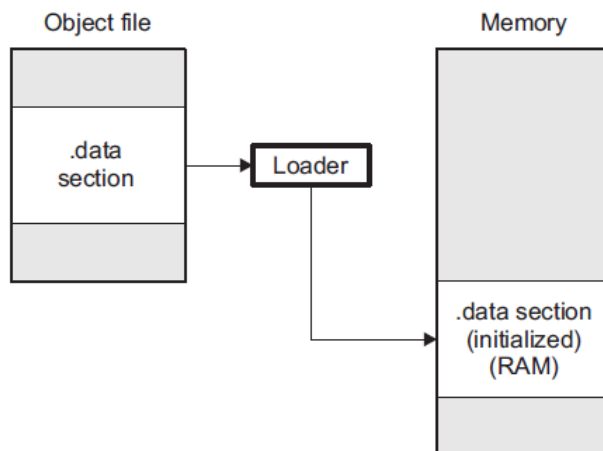 Object file
Memory
.data
section
Loader
.data section
(initialized)
(RAM)